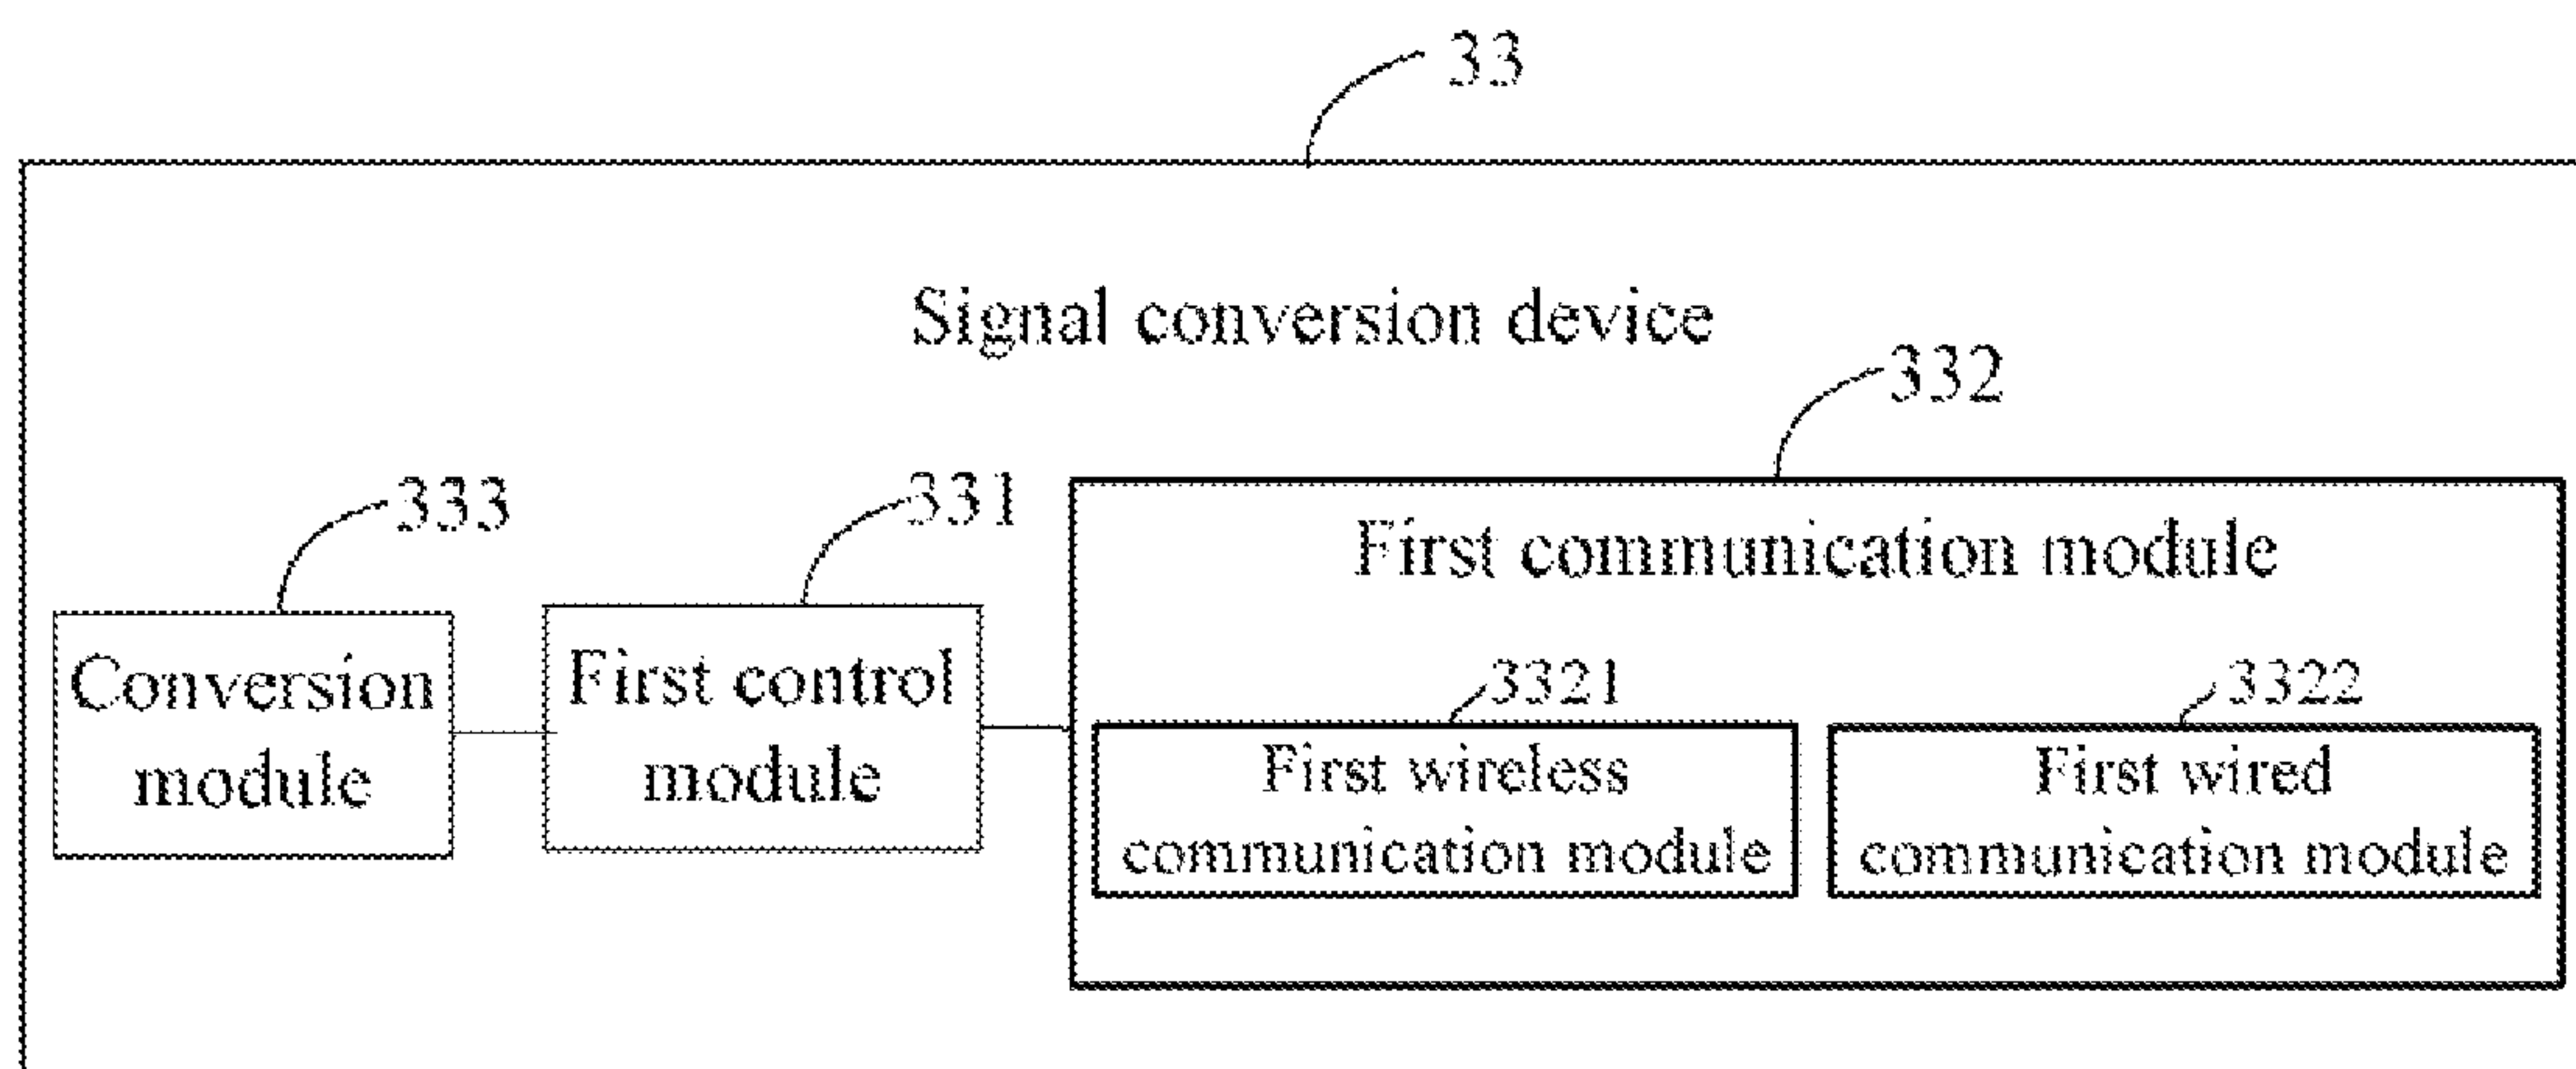 33
Signal conversion device
332
333
331
First communication module
Conversion
module
First control
module
3321
3322
First wireless
communication module
First wired
communication module